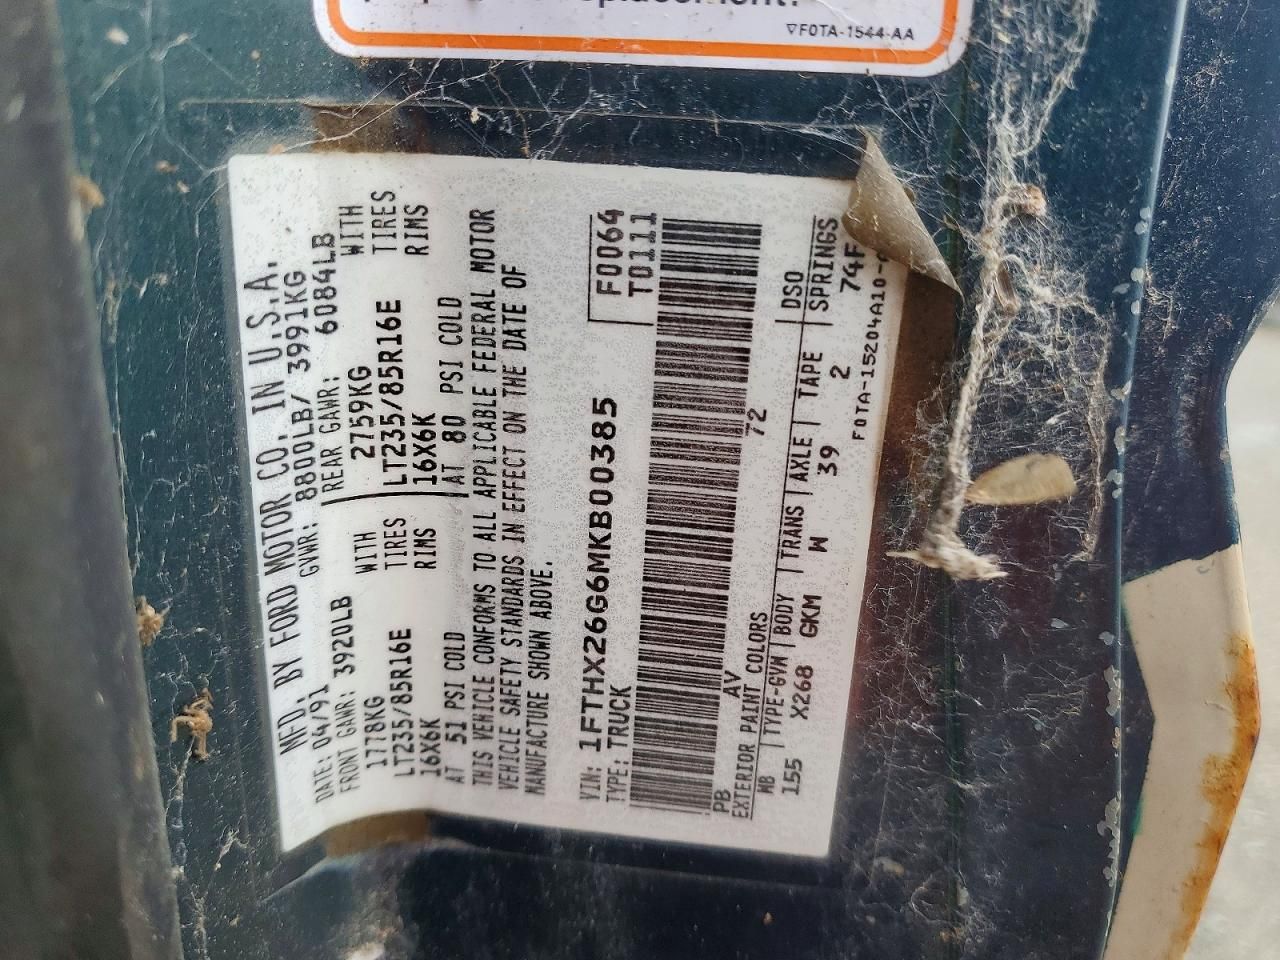 placement.
▽F0TA-1544-AA
MFD. BY FORD MOTOR CO. IN U.S.A.
DATE: 04/91 GVWR: 8800LB/ 3991KG
FRONT GAWR: 3920LB REAR GAWR: 6084LB
1778KG WITH 2759KG WITH
LT235/85R16E TIRES LT235/85R16E TIRES
16X6K RIMS 16X6K RIMS
AT 51 PSI COLD AT 80 PSI COLD
THIS VEHICLE CONFORMS TO ALL APPLICABLE FEDERAL MOTOR
VEHICLE SAFETY STANDARDS IN EFFECT ON THE DATE OF
MANUFACTURE SHOWN ABOVE.
VIN: 1FTHX26G6MKB00385 F0064
TYPE: TRUCK T0111
PB AV 72
EXTERIOR PAINT COLORS DSO
WB TYPE-GVW BODY TRANS AXLE TAPE SPRINGS
155 X268 GKM W 39 2 74F
F0TA-15204A10-